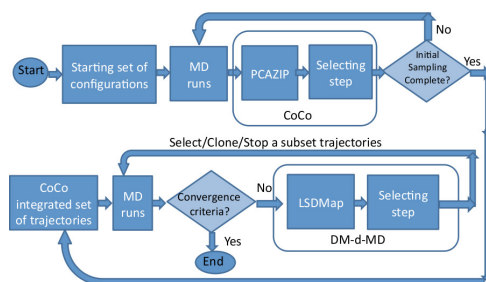 No
Start
Starting set of
configurations
MD
runs
PCAZIP
Selecting
step
Initial
Sampling
Complete?
Yes
CoCo
Select/Clone/Stop a subset trajectories
CoCo
integrated set
of trajectories
MD
runs
Convergence
criteria?
No
LSDMap
Selecting
step
Yes
End
DM-d-MD